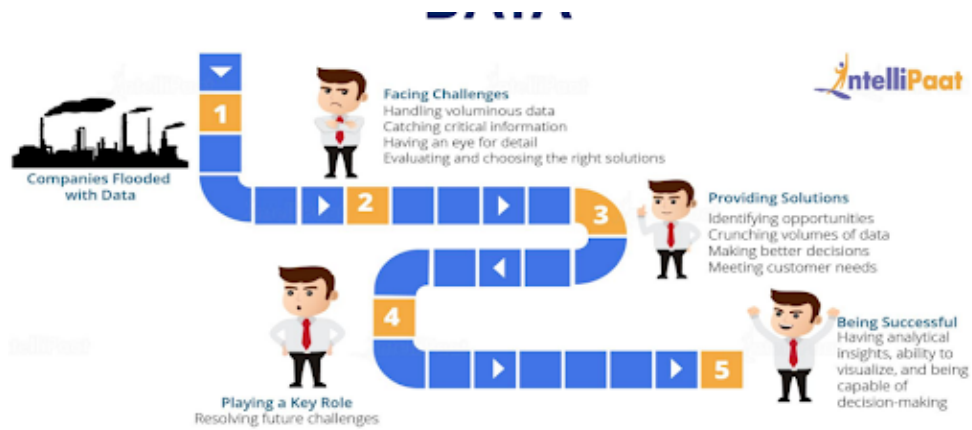 DATA
IntelliPaat
1
Facing Challenges
Handling voluminous data
Catching critical information
Having an eye for detail
Evaluating and choosing the right solutions
Companies Flooded
with Data
2
3
Providing Solutions
Identifying opportunities
Crunching volumes of data
Making better decisions
Meeting customer needs
4
Playing a Key Role
Resolving future challenges
5
Being Successful
Having analytical
insights, ability to
visualize, and being
capable of
decision-making